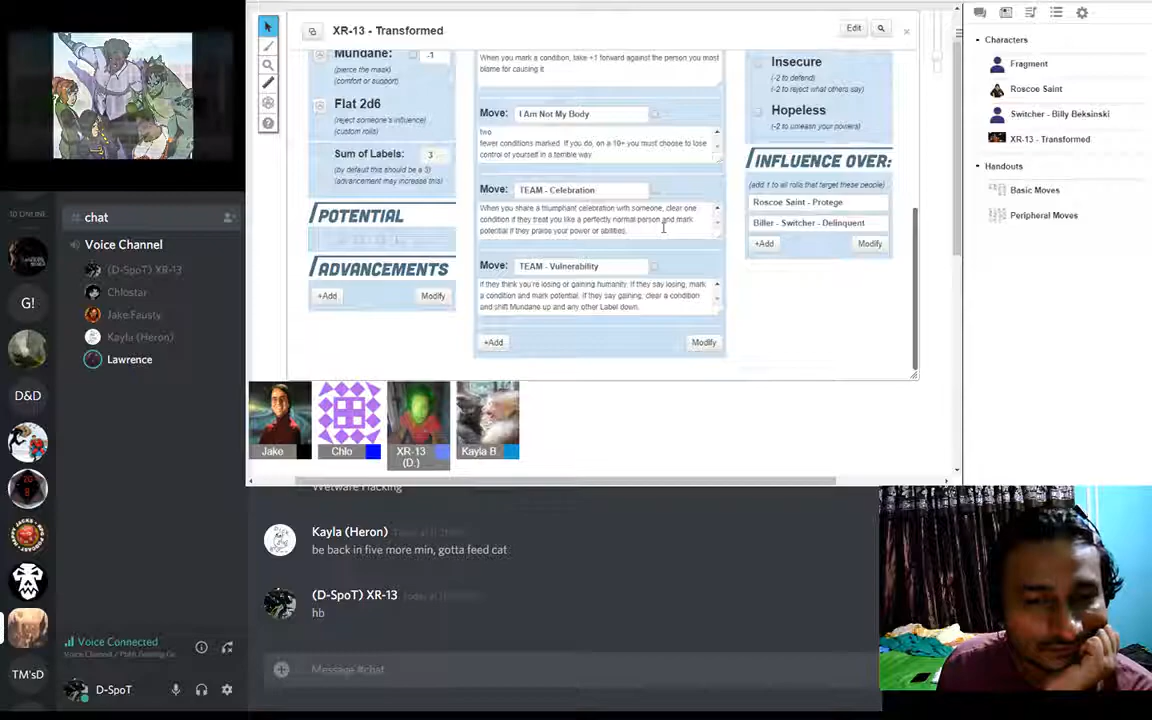 XR-13 - Transformed
Edit
Mundane:
-1
(pierce the mask)
(comfort or support)
Flat 2d6
(reject someone's influence)
(custom rolls)
Sum of Labels:
3
(by default this should be a 3)
(advancement may increase this)
POTENTIAL
ADVANCEMENTS
+Add
Modify
When you mark a condition, take +1 forward against the person you most
blame for causing it
Move:
I Am Not My Body
two
fewer conditions marked. If you do, on a 10+ you must choose to lose
control of yourself in a terrible way.
Move:
TEAM - Celebration
When you share a triumphant celebration with someone, clear one
condition if they treat you like a perfectly normal person and mark
potential if they praise your power or abilities.
Move:
TEAM - Vulnerability
if they think you're losing or gaining humanity. If they say losing, mark
a condition and mark potential. If they say gaining, clear a condition
and shift Mundane up and any other Label down.
+Add
Modify
Insecure
(-2 to defend)
(-2 to reject what others say)
Hopeless
(-2 to unleash your powers)
INFLUENCE OVER:
(add 1 to all rolls that target these people)
Roscoe Saint - Protege
Biller - Switcher - Delinquent
+Add
Modify
Characters
Fragment
Roscoe Saint
Switcher - Billy Beksinski
XR-13 - Transformed
Handouts
Basic Moves
Peripheral Moves
Jake
Chlo
XR-13
(D.)
Kayla B
10 ONLINE
G!
D&D
TM'sD
# chat
Voice Channel
(D-SpoT) XR-13
Chlostar
Jake Fausty
Kayla (Heron)
Lawrence
Voice Connected
D-SpoT
Wetware Hacking
Kayla (Heron)
be back in five more min, gotta feed cat
(D-SpoT) XR-13
hb
Message #chat